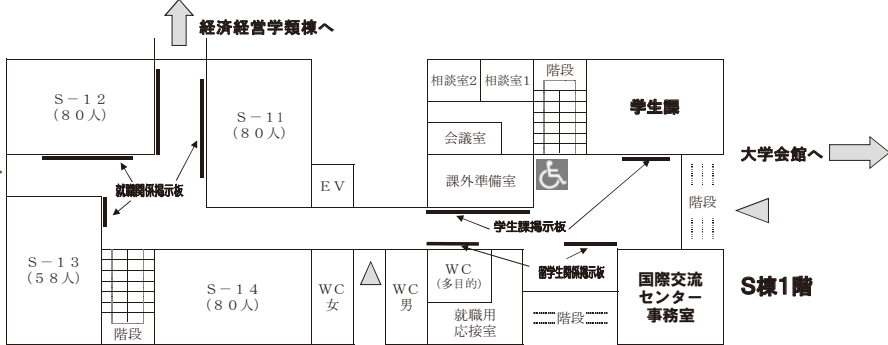 経済経営学類棟へ
S－12
（80人）
S－11
（80人）
相談室2
相談室1
階段
学生課
会議室
大学会館へ
就職関係掲示板
EV
課外準備室
階段
学生課掲示板
S－13
（58人）
S－14
（80人）
WC
女
WC
男
WC
(多目的)
留学生関係掲示板
国際交流
センター
事務室
S棟1階
階段
就職用
応接室
階段